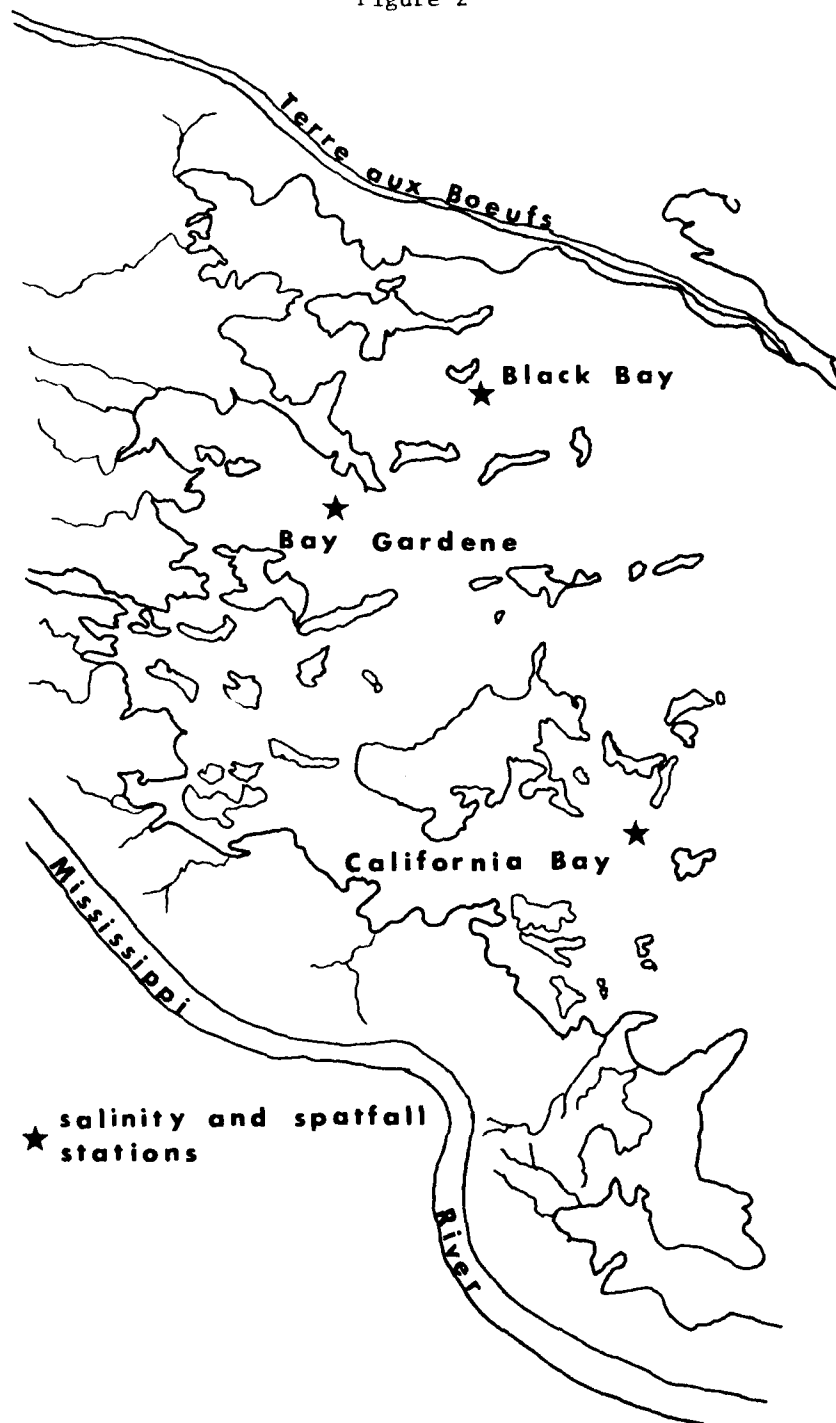 Figure 2
Terre aux Boeufs
Black Bay
Bay Gardene
California Bay
Mississippi
River
★ salinity and spatfall
stations